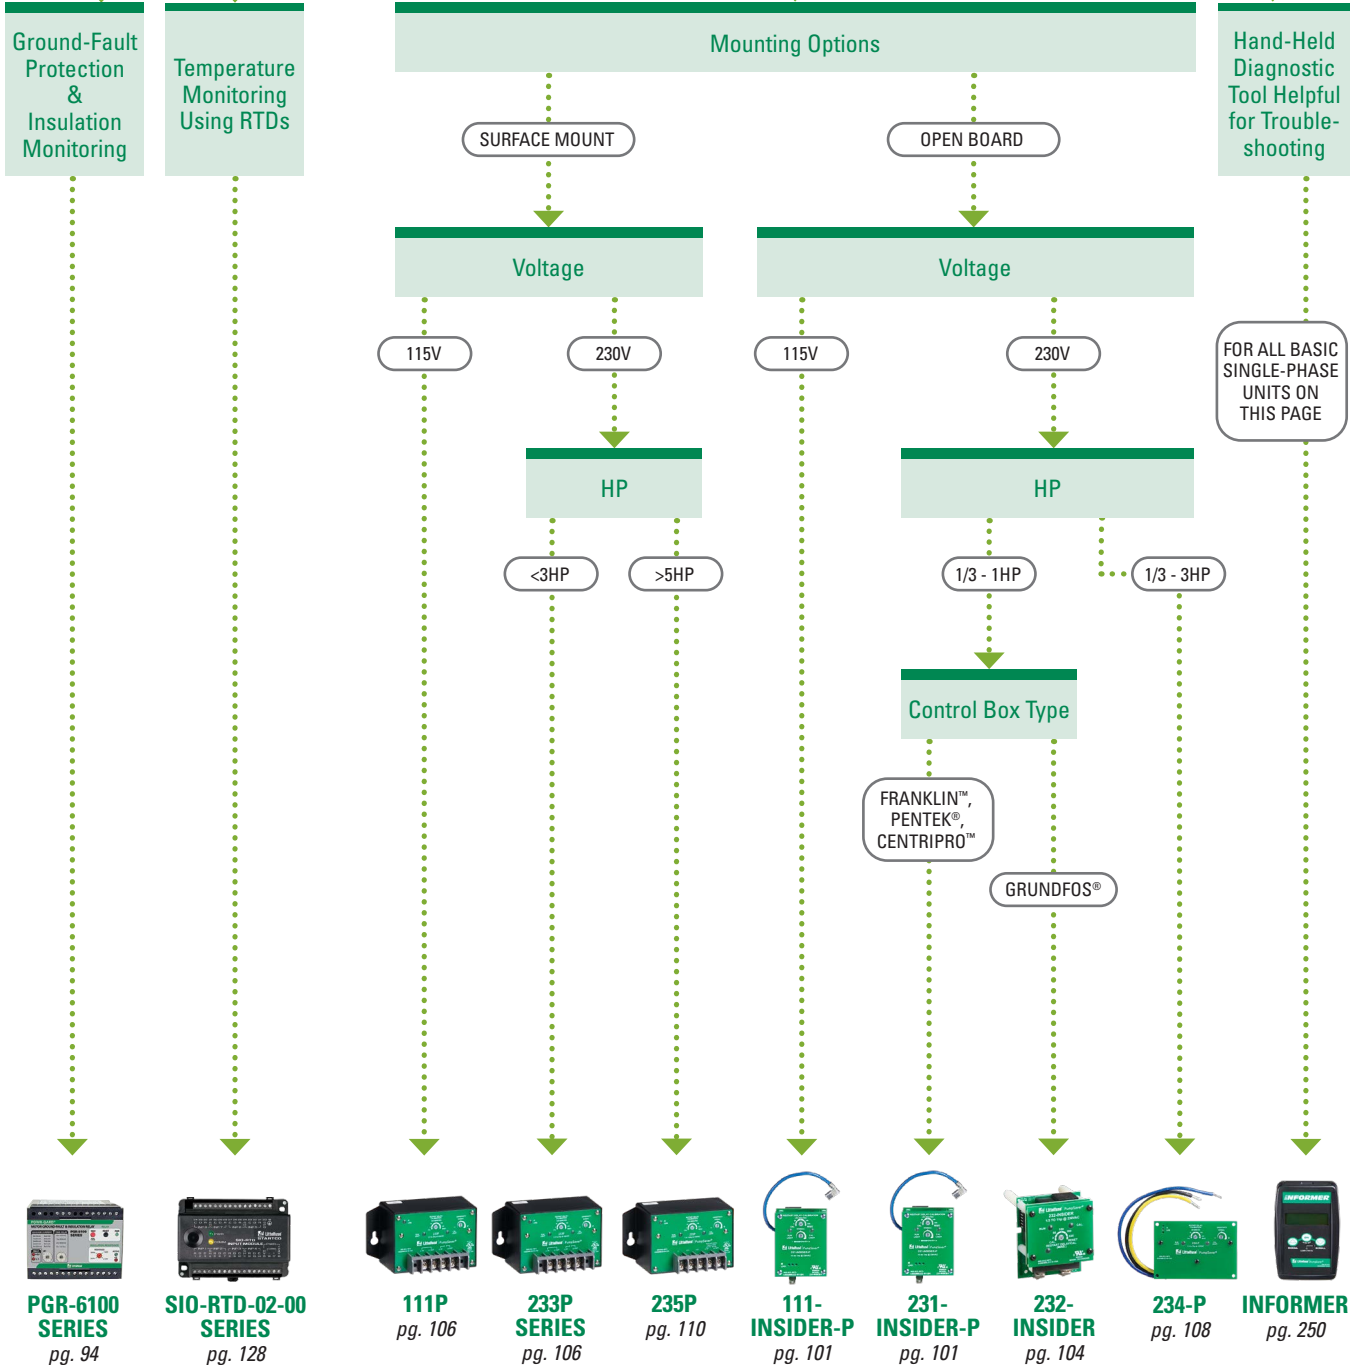 Ground-Fault
Protection
&
Insulation
Monitoring
Temperature
Monitoring
Using RTDs
Mounting Options
Hand-Held
Diagnostic
Tool Helpful
for Trouble-
shooting
SURFACE MOUNT
OPEN BOARD
Voltage
Voltage
115V
230V
115V
230V
FOR ALL BASIC
SINGLE-PHASE
UNITS ON
THIS PAGE
HP
HP
<3HP
>5HP
1/3 - 1HP
1/3 - 3HP
Control Box Type
FRANKLIN™,
PENTEK®,
CENTRIPRO™
GRUNDFOS®
INFORMER
232-INSIDER
PGR-6100
SERIES
pg. 94
SIO-RTD-02-00
SERIES
pg. 128
111P
pg. 106
233P
SERIES
pg. 106
235P
pg. 110
111-
INSIDER-P
pg. 101
231-
INSIDER-P
pg. 101
232-
INSIDER
pg. 104
234-P
pg. 108
INFORMER
pg. 250